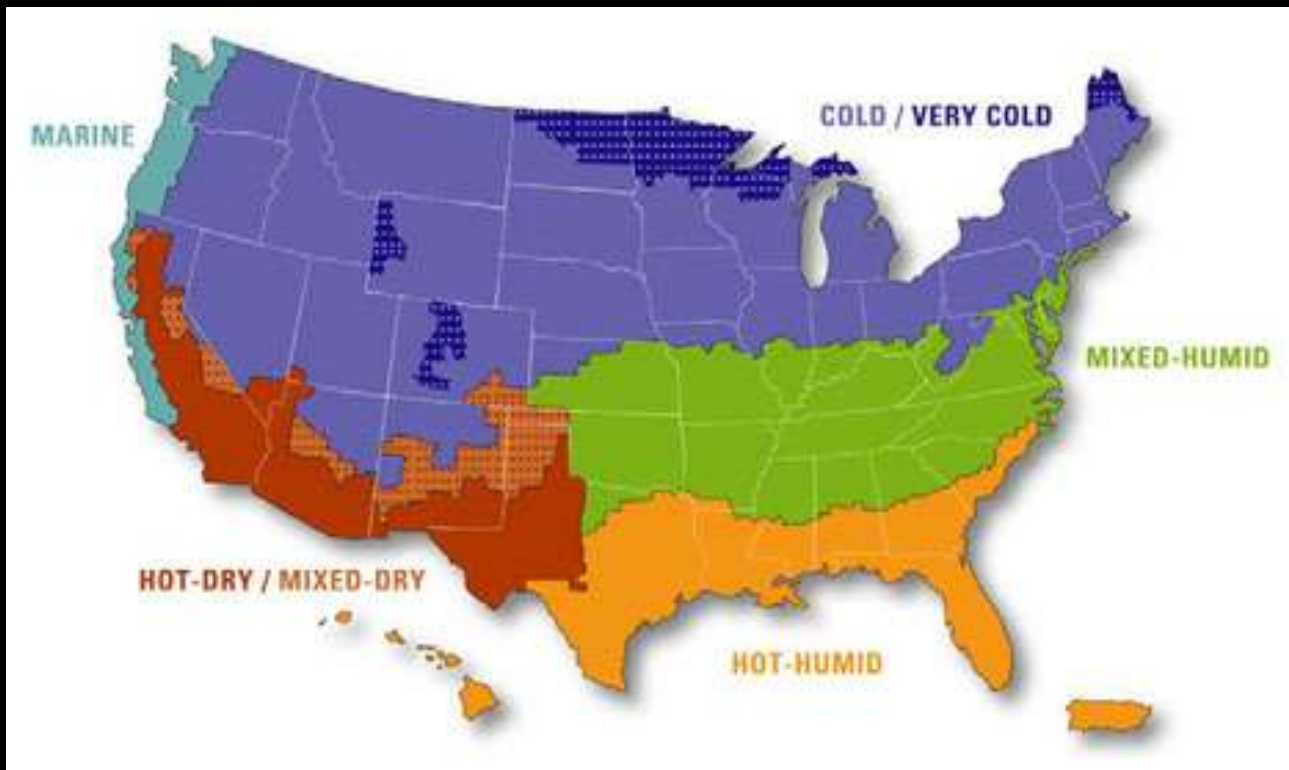 MARINE
COLD / VERY COLD
MIXED-HUMID
HOT-DRY / MIXED-DRY
HOT-HUMID